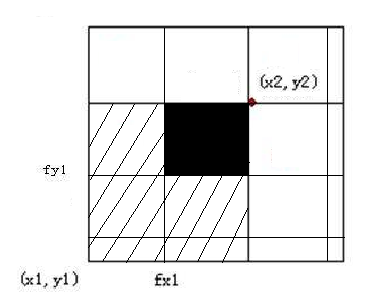 (x2, y2)
fy1
(x1, y1)
fx1